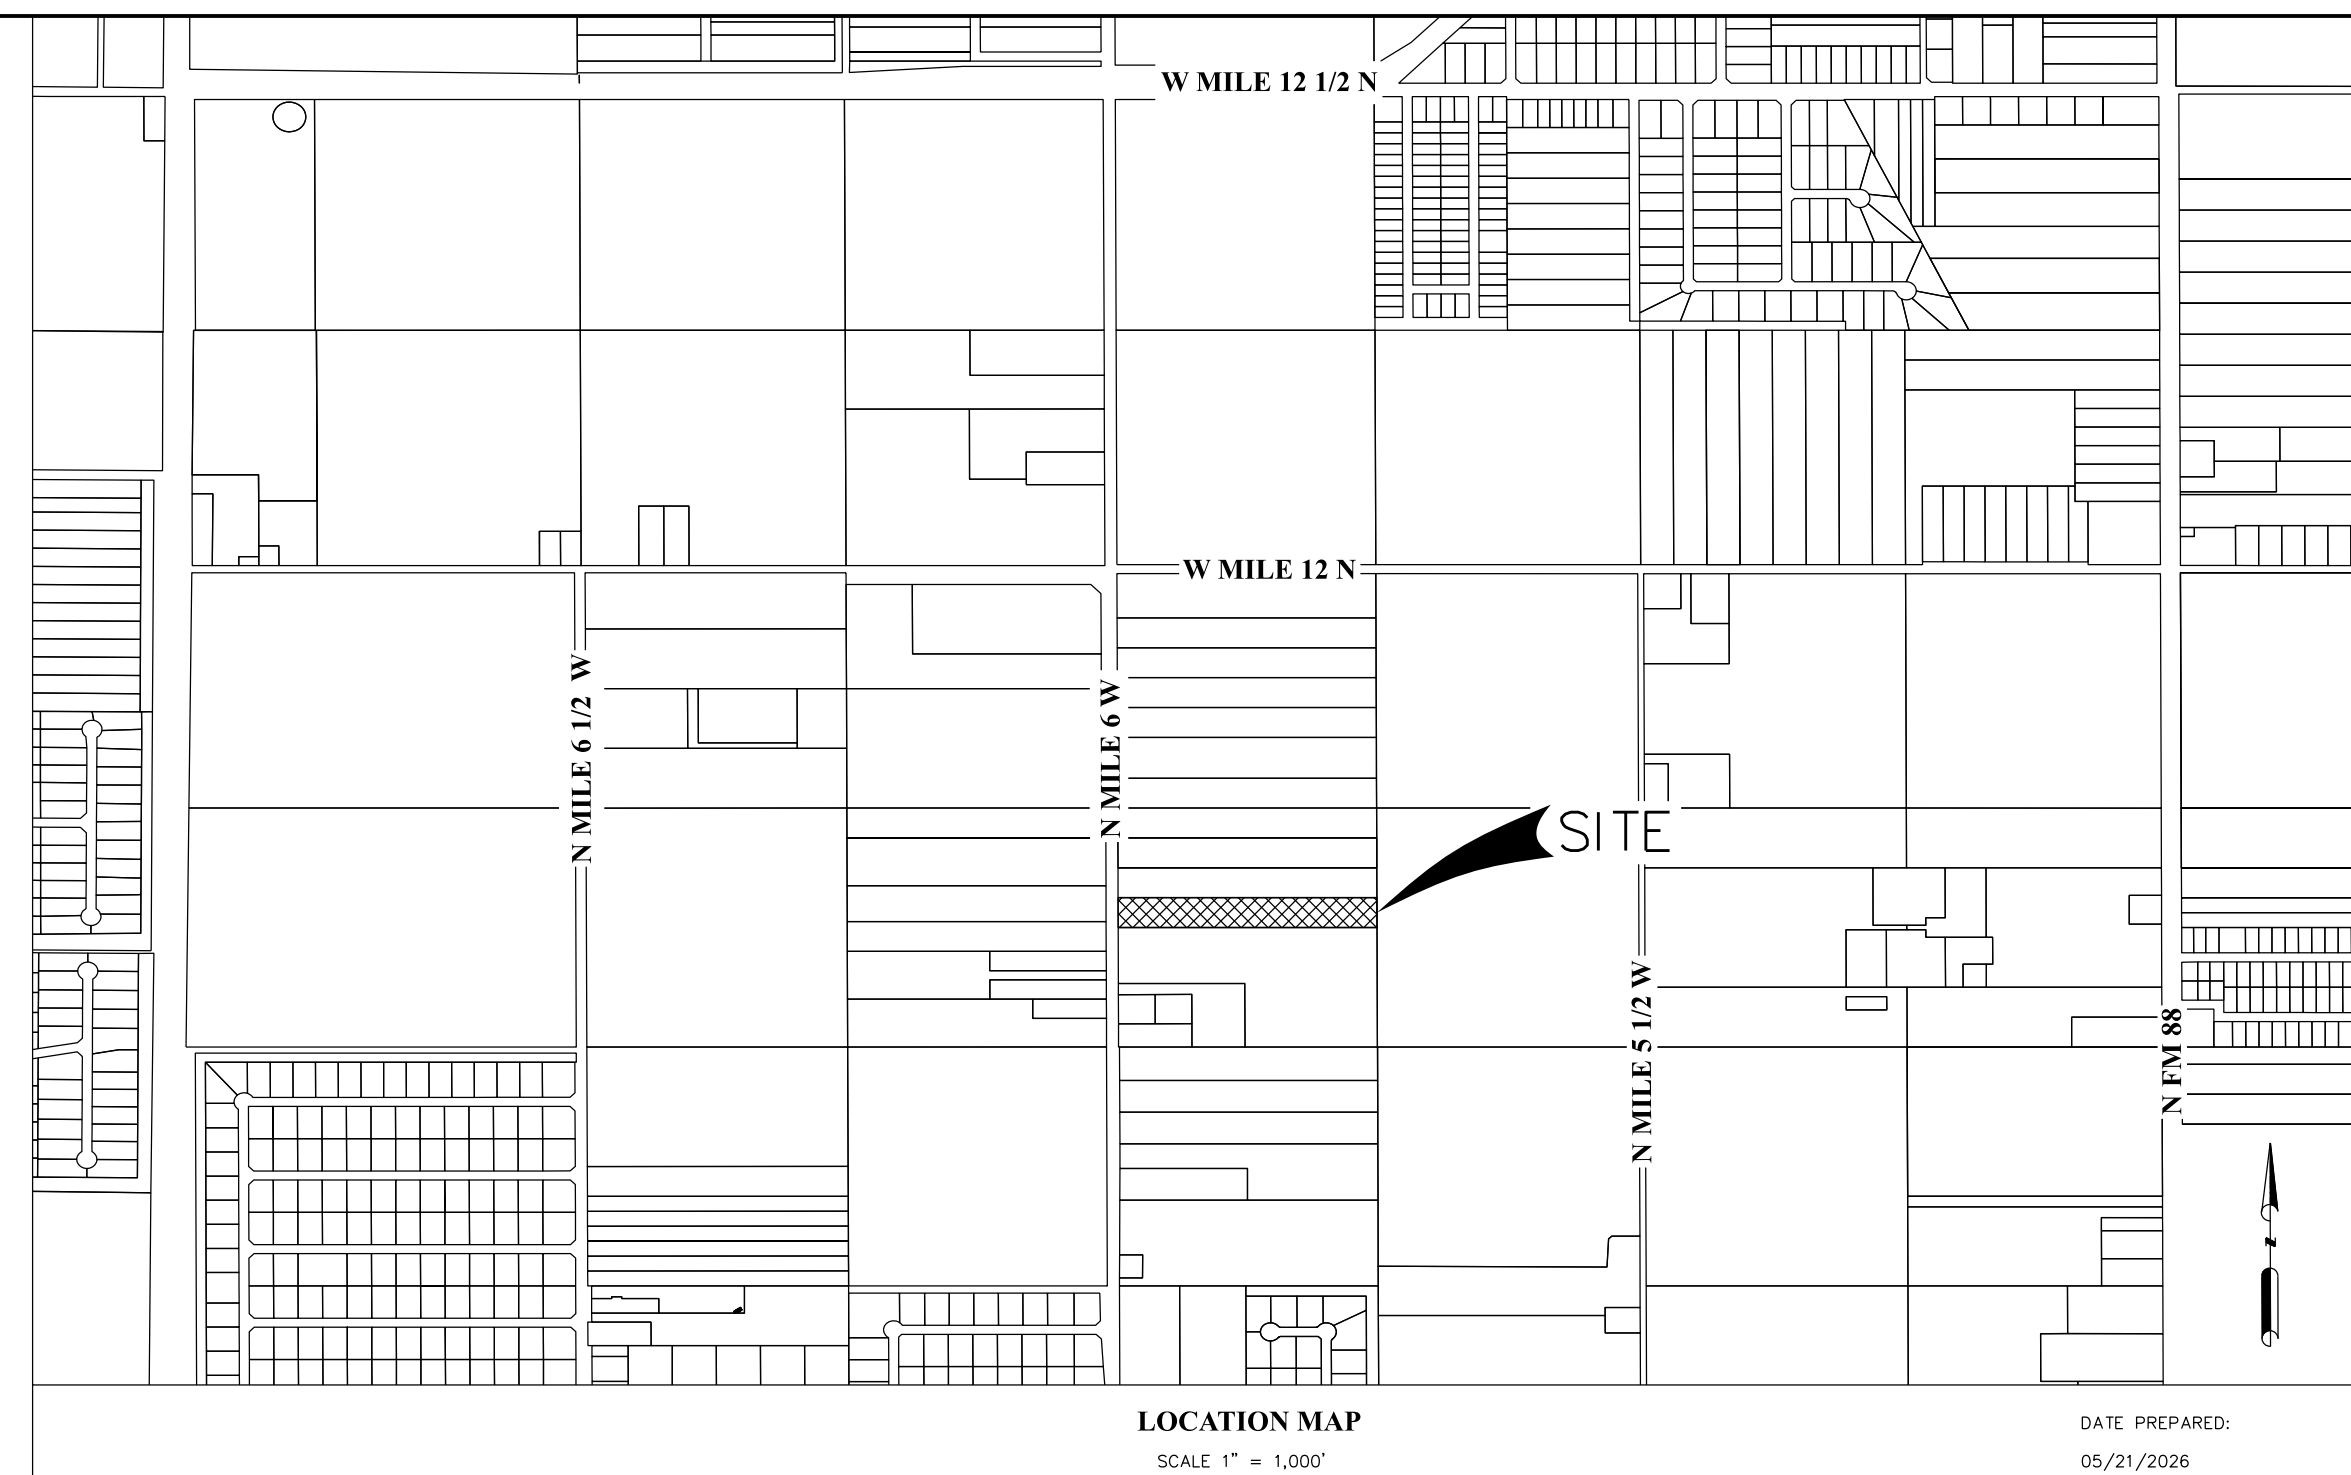 W MILE 12 1/2 N
W MILE 12 N
N MILE 6 1/2 W
N MILE 6 W
SITE
N MILE 5 1/2 W
N FM 88
N
LOCATION MAP
SCALE 1" = 1,000'
DATE PREPARED:
05/21/2026